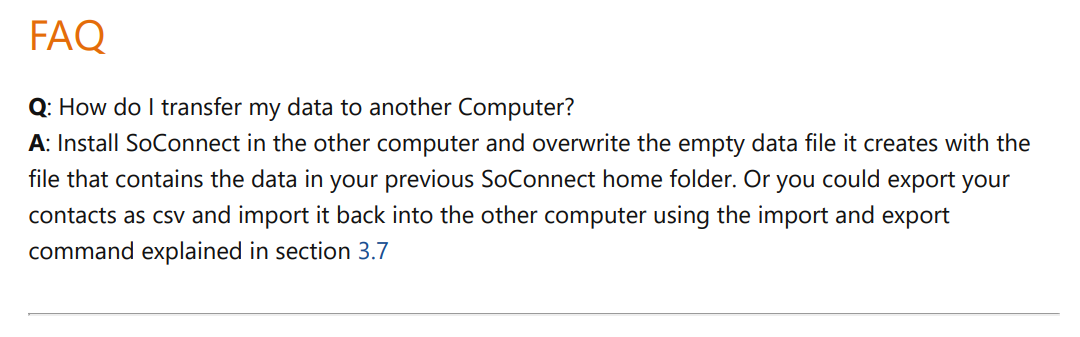 FAQ
Q: How do I transfer my data to another Computer?
A: Install SoConnect in the other computer and overwrite the empty data file it creates with the
file that contains the data in your previous SoConnect home folder. Or you could export your
contacts as csv and import it back into the other computer using the import and export
command explained in section 3.7